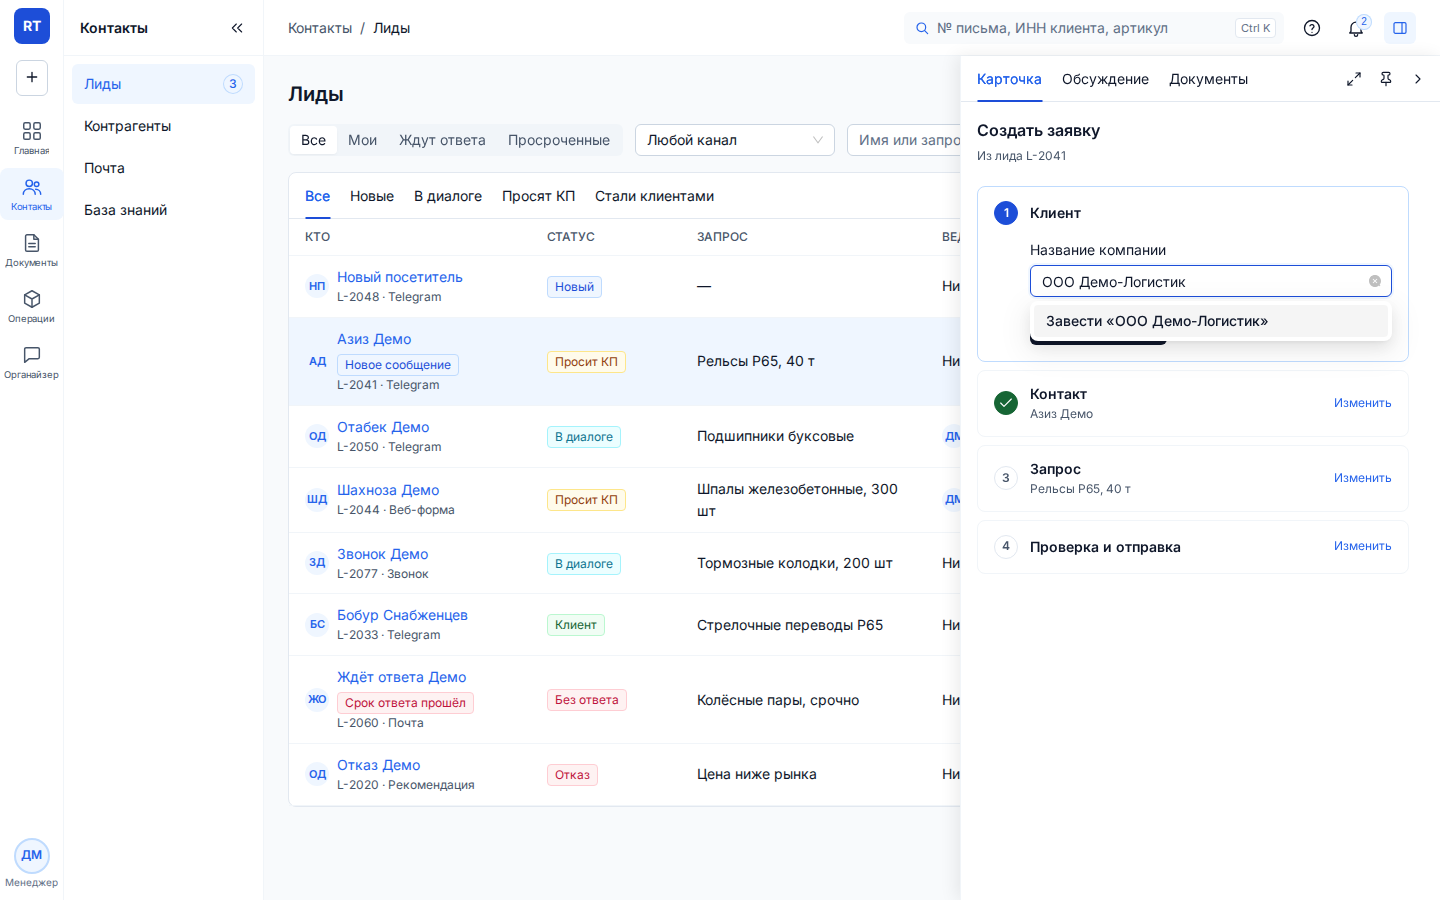 RT
Главная
Контакты
Документы
Операции
Органайзер
ДМ
Менеджер
Контакты
Лиды
3
Контрагенты
Почта
База знаний
Контакты / Лиды
№ письма, ИНН клиента, артикул
Ctrl K
2
Лиды
Все
Мои
Ждут ответа
Просроченные
Любой канал
Имя или запро
Все
Новые
В диалоге
Просят КП
Стали клиентами
КТО
СТАТУС
ЗАПРОС
ВЕД
НП
Новый посетитель
L-2048 · Telegram
Новый
—
Ни
АД
Азиз Демо
Новое сообщение
L-2041 · Telegram
Просит КП
Рельсы Р65, 40 т
Ни
ОД
Отабек Демо
L-2050 · Telegram
В диалоге
Подшипники буксовые
ДМ
ШД
Шахноза Демо
L-2044 · Веб-форма
Просит КП
Шпалы железобетонные, 300
шт
ДМ
ЗД
Звонок Демо
L-2077 · Звонок
В диалоге
Тормозные колодки, 200 шт
Ни
БС
Бобур Снабженцев
L-2033 · Telegram
Клиент
Стрелочные переводы Р65
Ни
ЖО
Ждёт ответа Демо
Срок ответа прошёл
L-2060 · Почта
Без ответа
Колёсные пары, срочно
Ни
ОД
Отказ Демо
L-2020 · Рекомендация
Отказ
Цена ниже рынка
Ни
Карточка
Обсуждение
Документы
Создать заявку
Из лида L-2041
1
Клиент
Название компании
ООО Демо-Логистик
Завести «ООО Демо-Логистик»
Контакт
Азиз Демо
Изменить
3
Запрос
Рельсы Р65, 40 т
Изменить
4
Проверка и отправка
Изменить